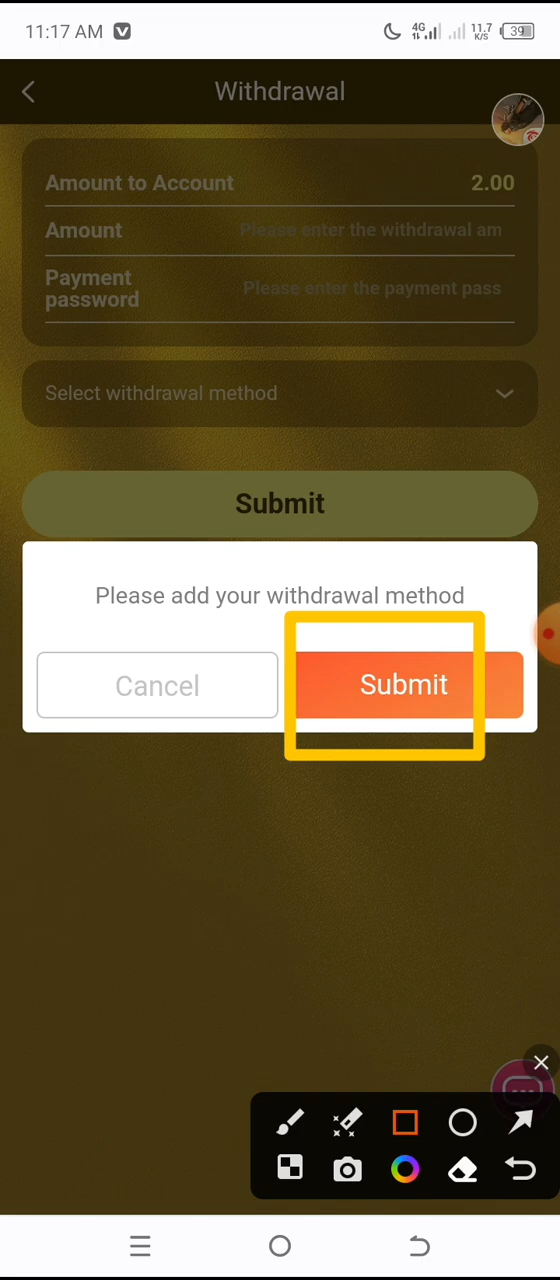 11:17 AM
4G
11.7
K/S
39
Withdrawal
Amount to Account 2.00
Amount Please enter the withdrawal am
Payment
password Please enter the payment pass
Select withdrawal method
Submit
Please add your withdrawal method
Cancel Submit